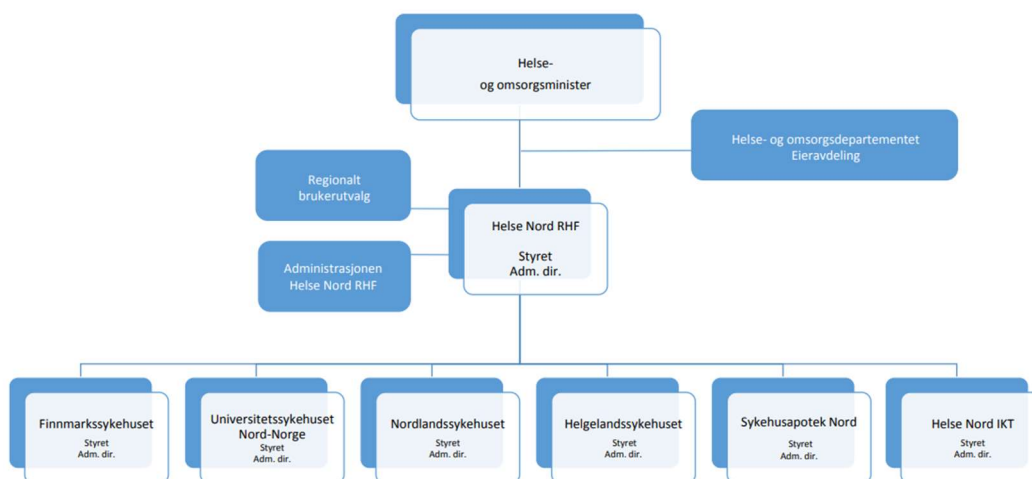 Helse-
og omsorgsminister
Helse- og omsorgsdepartementet
Eieravdeling
Regionalt
brukerutvalg
Helse Nord RHF
Styret
Adm. dir.
Administrasjonen
Helse Nord RHF
Finnmarkssykehuset
Styret
Adm. dir.
Universitetssykehuset
Nord-Norge
Styret
Adm. dir.
Nordlandssykehuset
Styret
Adm. dir.
Helgelandssykehuset
Styret
Adm. dir.
Sykehusapotek Nord
Styret
Adm. dir.
Helse Nord IKT
Styret
Adm. dir.